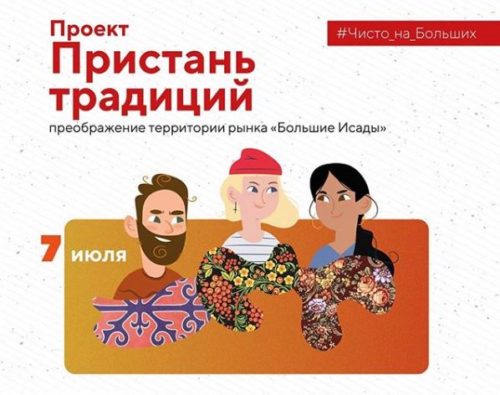 Проект
#Чисто_на_Больших
Пристань
традиций
преображение территории рынка «Большие Исады»
7 июля